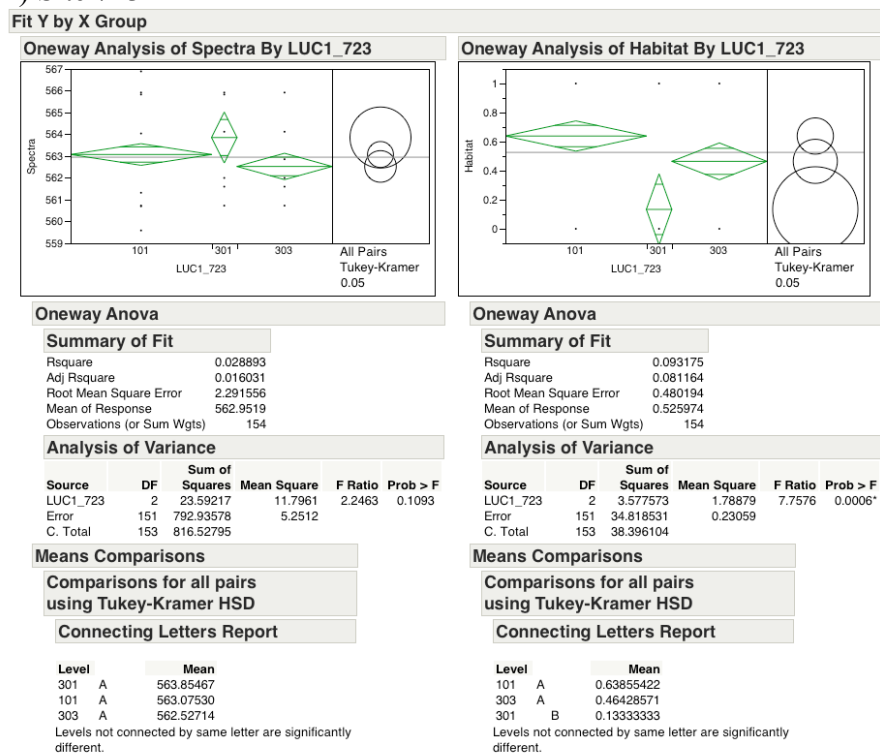 Fit Y by X Group
Oneway Analysis of Spectra By LUC1_723
567
566
565
564
563
562
561
560
559
Spectra
101 301 303
LUC1_723
All Pairs
Tukey-Kramer
0.05
Oneway Anova
Summary of Fit
Rsquare 0.028893
Adj Rsquare 0.016031
Root Mean Square Error 2.291556
Mean of Response 562.9519
Observations (or Sum Wgts) 154
Analysis of Variance
Source DF Sum of Squares Mean Square F Ratio Prob > F
LUC1_723 2 23.59217 11.7961 2.2463 0.1093
Error 151 792.93578 5.2512
C. Total 153 816.52795
Means Comparisons
Comparisons for all pairs
using Tukey-Kramer HSD
Connecting Letters Report
Level Mean
301 A 563.85467
101 A 563.07530
303 A 562.52714
Levels not connected by same letter are significantly
different.
Oneway Analysis of Habitat By LUC1_723
1
0.8
0.6
0.4
0.2
0
Habitat
101 301 303
LUC1_723
All Pairs
Tukey-Kramer
0.05
Oneway Anova
Summary of Fit
Rsquare 0.093175
Adj Rsquare 0.081164
Root Mean Square Error 0.480194
Mean of Response 0.525974
Observations (or Sum Wgts) 154
Analysis of Variance
Source DF Sum of Squares Mean Square F Ratio Prob > F
LUC1_723 2 3.577573 1.78879 7.7576 0.0006*
Error 151 34.818531 0.23059
C. Total 153 38.396104
Means Comparisons
Comparisons for all pairs
using Tukey-Kramer HSD
Connecting Letters Report
Level Mean
101 A 0.63855422
303 A 0.46428571
301 B 0.13333333
Levels not connected by same letter are significantly
different.